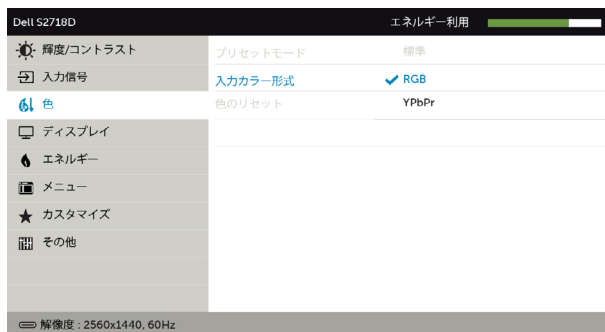 Dell S2718D エネルギー利用
輝度/コントラスト
入力信号
色
ディスプレイ
エネルギー
メニュー
カスタマイズ
その他
プリセットモード 標準
入力カラー形式 RGB
色のリセット YPbPr
解像度 : 2560x1440, 60Hz